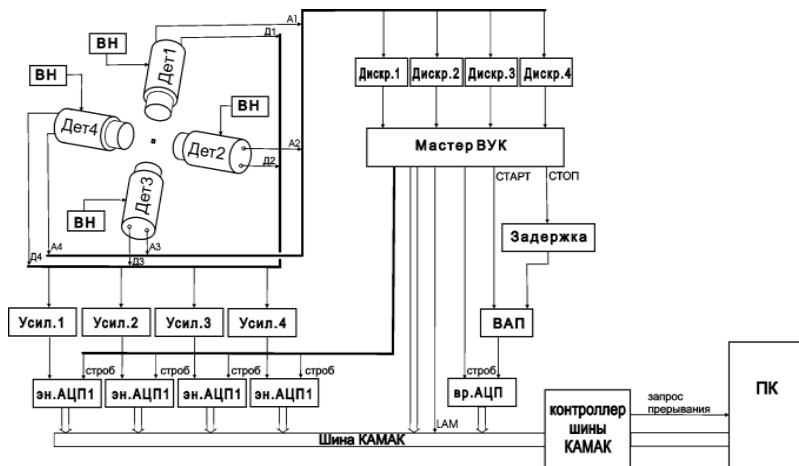 А1
Д1
ВН
Дет1
ВН
ВН
Дет4
Дет2
А2
Д2
Дет3
ВН
А4
Д4
А3
Д3
Дискр.1
Дискр.2
Дискр.3
Дискр.4
Мастер ВУК
СТАРТ
СТОП
Задержка
ВАП
Усил.1
Усил.2
Усил.3
Усил.4
строб
строб
строб
строб
строб
эн.АЦП1
эн.АЦП1
эн.АЦП1
эн.АЦП1
вр.АЦП
LAM
Шина КАМАК
контроллер
шины
КАМАК
запрос
прерывания
ПК